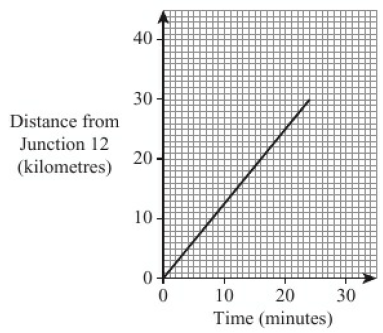 40
30
Distance from
Junction 12
(kilometres)
20
10
0
0 10 20 30
Time (minutes)